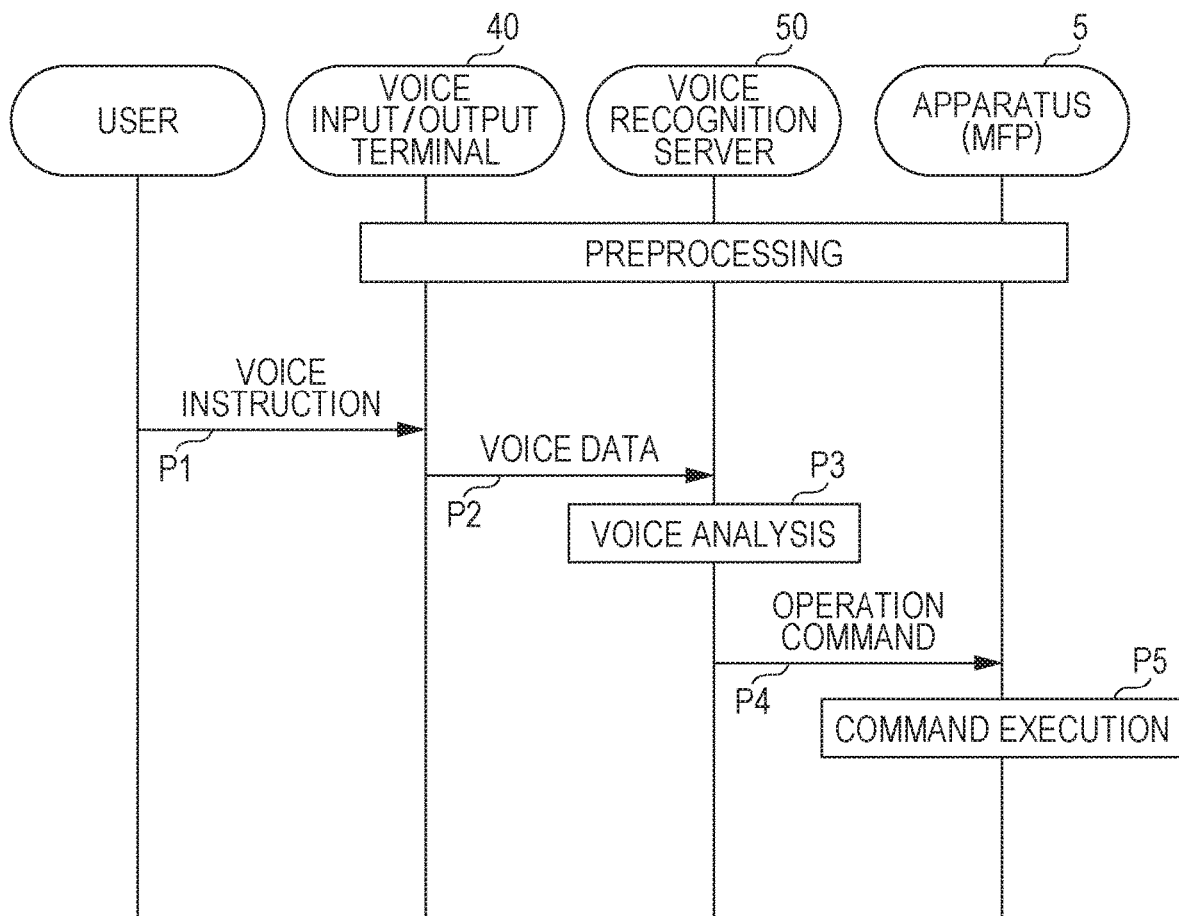 40
50
5
USER
VOICE
INPUT/OUTPUT
TERMINAL
VOICE
RECOGNITION
SERVER
APPARATUS
(MFP)
PREPROCESSING
VOICE
INSTRUCTION
P1
VOICE DATA
P2
P3
VOICE ANALYSIS
OPERATION
COMMAND
P4
P5
COMMAND EXECUTION